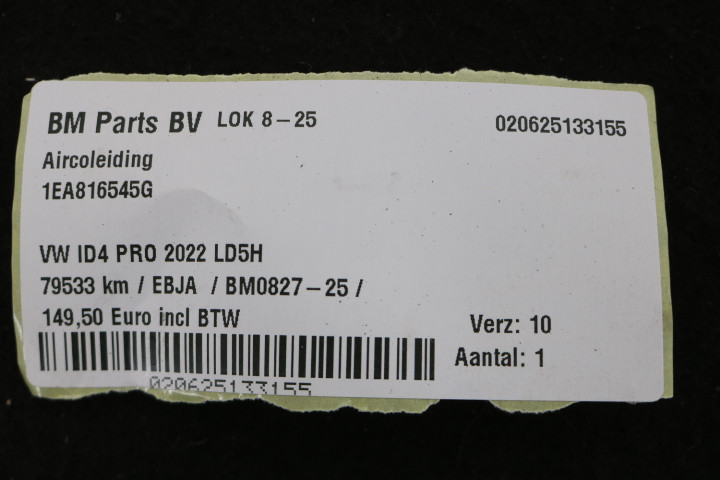 BM Parts BV LOK 8-25 020625133155
Aircoleiding
1EA816545G
VW ID4 PRO 2022 LD5H
79533 km / EBJA / BM0827-25 /
149,50 Euro incl BTW Verz: 10
Aantal: 1
020625133155